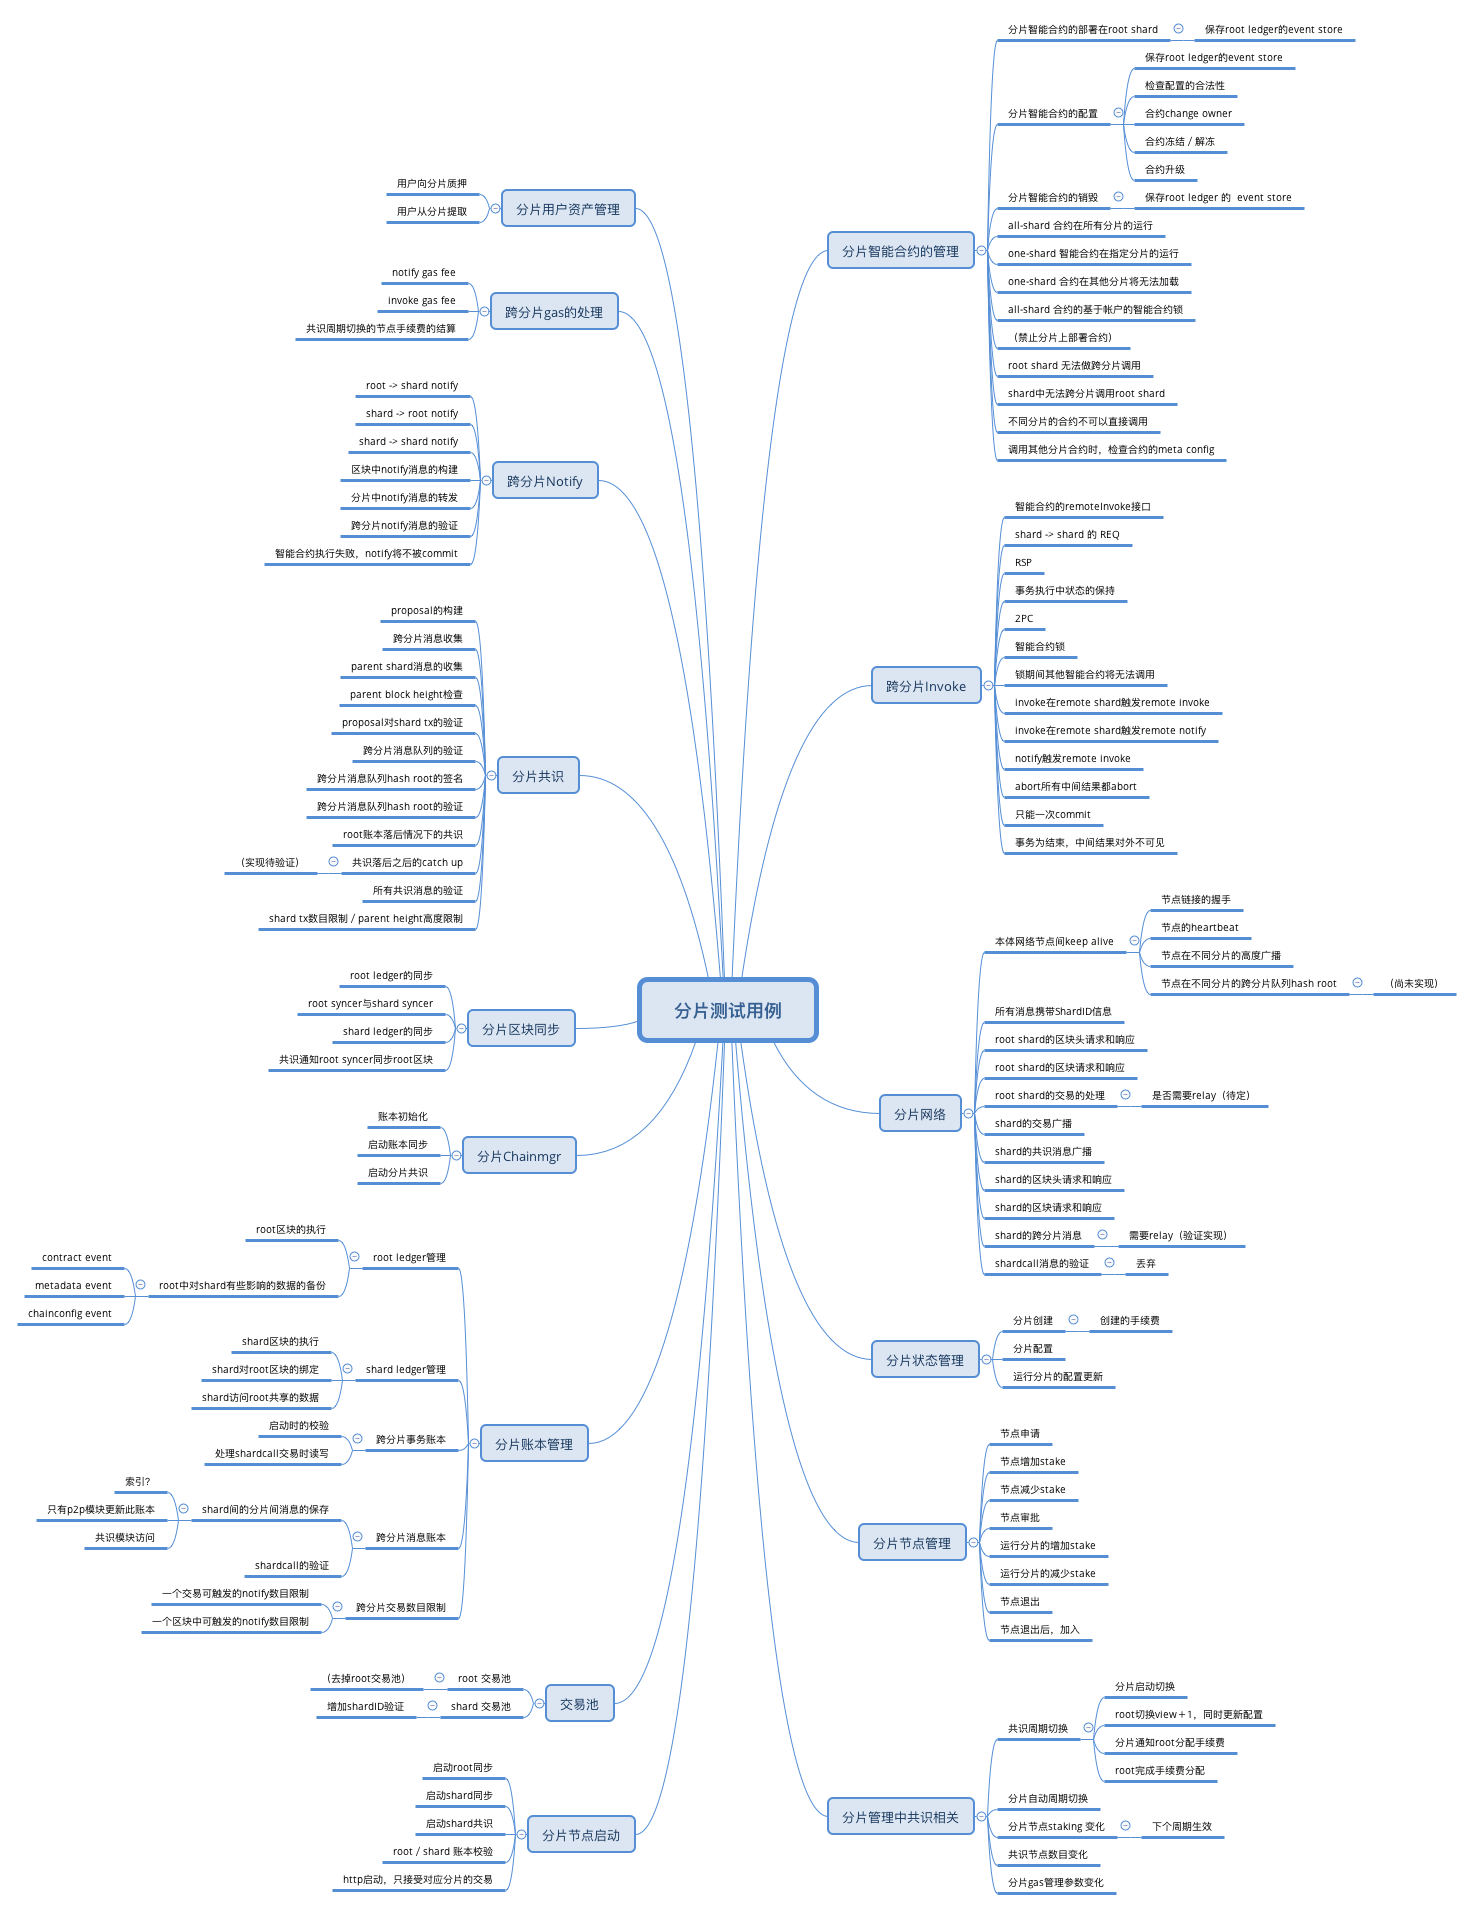 分片测试用例
分片智能合约的管理
分片智能合约的部署在root shard
保存root ledger的event store
分片智能合约的配置
保存root ledger的event store
检查配置的合法性
合约change owner
合约冻结 / 解冻
合约升级
分片智能合约的销毁
保存root ledger 的  event store
all-shard 合约在所有分片的运行
one-shard 智能合约在指定分片的运行
one-shard 合约在其他分片将无法加载
all-shard 合约的基于帐户的智能合约锁
（禁止分片上部署合约）
root shard 无法做跨分片调用
shard中无法跨分片调用root shard
不同分片的合约不可以直接调用
调用其他分片合约时，检查合约的meta config
跨分片Invoke
智能合约的remoteInvoke接口
shard -> shard 的 REQ
RSP
事务执行中状态的保持
2PC
智能合约锁
锁期间其他智能合约将无法调用
invoke在remote shard触发remote invoke
invoke在remote shard触发remote notify
notify触发remote invoke
abort所有中间结果都abort
只能一次commit
事务为结束，中间结果对外不可见
分片网络
本体网络节点间keep alive
节点链接的握手
节点的heartbeat
节点在不同分片的高度广播
节点在不同分片的跨分片队列hash root
（尚未实现）
所有消息携带ShardID信息
root shard的区块头请求和响应
root shard的区块请求和响应
root shard的交易的处理
是否需要relay（待定）
shard的交易广播
shard的共识消息广播
shard的区块头请求和响应
shard的区块请求和响应
shard的跨分片消息
需要relay（验证实现）
shardcall消息的验证
丢弃
分片状态管理
分片创建
创建的手续费
分片配置
运行分片的配置更新
分片节点管理
节点申请
节点增加stake
节点减少stake
节点审批
运行分片的增加stake
运行分片的减少stake
节点退出
节点退出后，加入
分片管理中共识相关
共识周期切换
分片启动切换
root切换view＋1，同时更新配置
分片通知root分配手续费
root完成手续费分配
分片自动周期切换
分片节点staking 变化
下个周期生效
共识节点数目变化
分片gas管理参数变化
分片用户资产管理
用户向分片质押
用户从分片提取
跨分片gas的处理
notify gas fee
invoke gas fee
共识周期切换的节点手续费的结算
跨分片Notify
root -> shard notify
shard -> root notify
shard -> shard notify
区块中notify消息的构建
分片中notify消息的转发
跨分片notify消息的验证
智能合约执行失败，notify将不被commit
分片共识
proposal的构建
跨分片消息收集
parent shard消息的收集
parent block height检查
proposal对shard tx的验证
跨分片消息队列的验证
跨分片消息队列hash root的签名
跨分片消息队列hash root的验证
root账本落后情况下的共识
共识落后之后的catch up
（实现待验证）
所有共识消息的验证
shard tx数目限制 / parent height高度限制
分片区块同步
root ledger的同步
root syncer与shard syncer
shard ledger的同步
共识通知root syncer同步root区块
分片Chainmgr
账本初始化
启动账本同步
启动分片共识
分片账本管理
root ledger管理
root区块的执行
root中对shard有些影响的数据的备份
contract event
metadata event
chainconfig event
shard ledger管理
shard区块的执行
shard对root区块的绑定
shard访问root共享的数据
跨分片事务账本
启动时的校验
处理shardcall交易时读写
跨分片消息账本
shard间的分片间消息的保存
索引？
只有p2p模块更新此账本
共识模块访问
shardcall的验证
跨分片交易数目限制
一个交易可触发的notify数目限制
一个区块中可触发的notify数目限制
交易池
root 交易池
（去掉root交易池）
shard 交易池
增加shardID验证
分片节点启动
启动root同步
启动shard同步
启动shard共识
root / shard 账本校验
http启动，只接受对应分片的交易